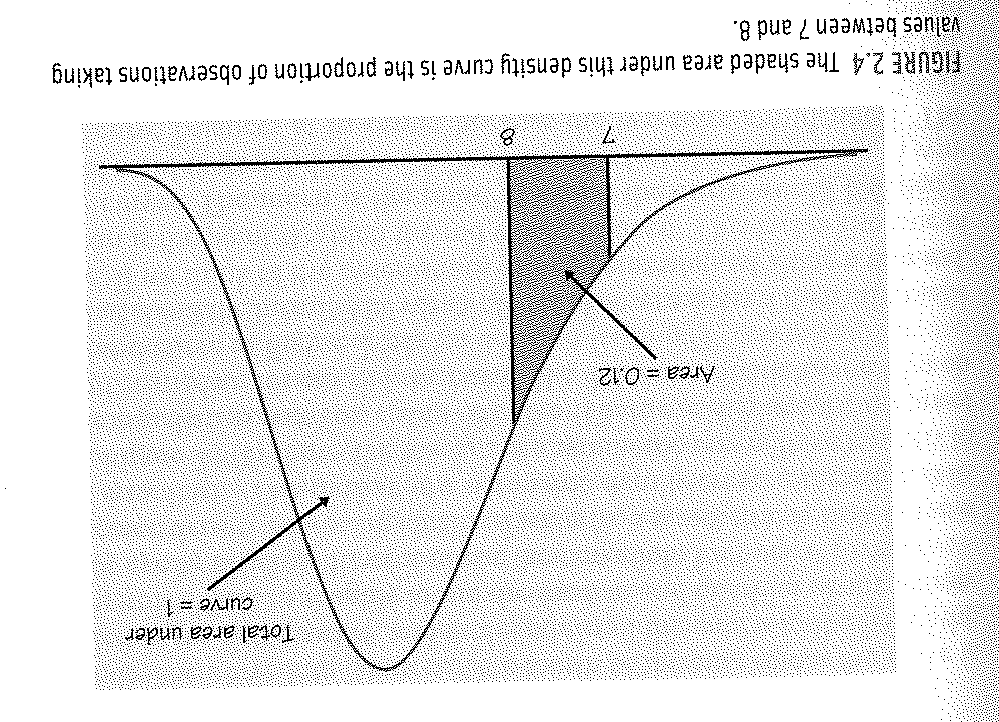 Total area under
curve = 1
Area = 0.12
7 8
FIGURE 2.4 The shaded area under this density curve is the proportion of observations taking
values between 7 and 8.